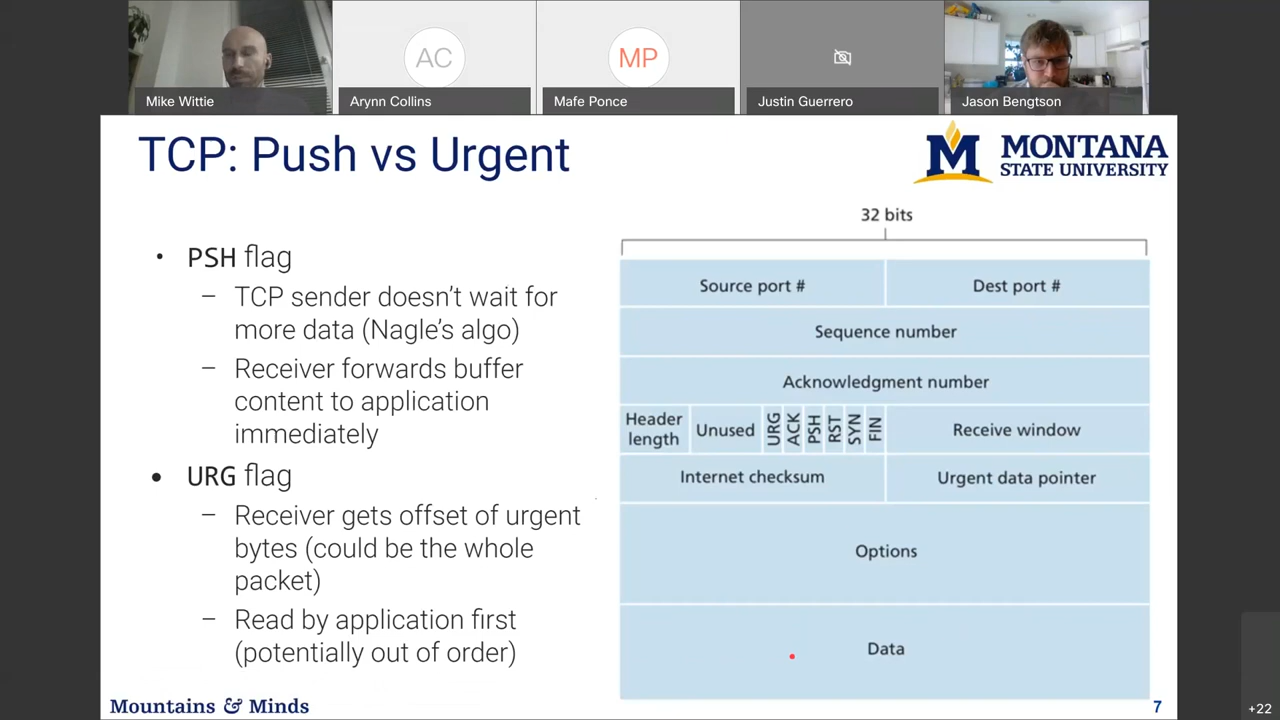 AC
MP
Mike Wittie
Arynn Collins
Mafe Ponce
Justin Guerrero
Jason Bengtson
TCP: Push vs Urgent
M MONTANA
STATE UNIVERSITY
• PSH flag
– TCP sender doesn't wait for
more data (Nagle's algo)
– Receiver forwards buffer
content to application
immediately
• URG flag
– Receiver gets offset of urgent
bytes (could be the whole
packet)
– Read by application first
(potentially out of order)
32 bits
Source port #
Dest port #
Sequence number
Acknowledgment number
Header
length
Unused
URG
ACK
PSH
RST
SYN
FIN
Receive window
Internet checksum
Urgent data pointer
Options
Data
Mountains & Minds
7
+22